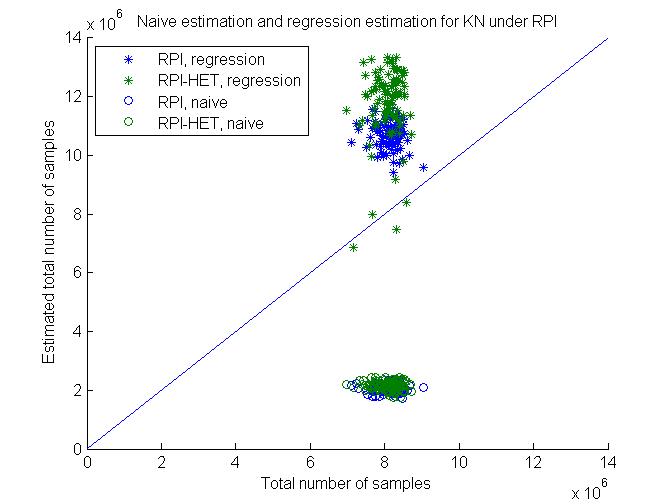 Naive estimation and regression estimation for KN under RPI
x 10^6
14
12
10
8
6
4
2
0
Estimated total number of samples
RPI, regression
RPI-HET, regression
RPI, naive
RPI-HET, naive
0 2 4 6 8 10 12 14
Total number of samples
x 10^6